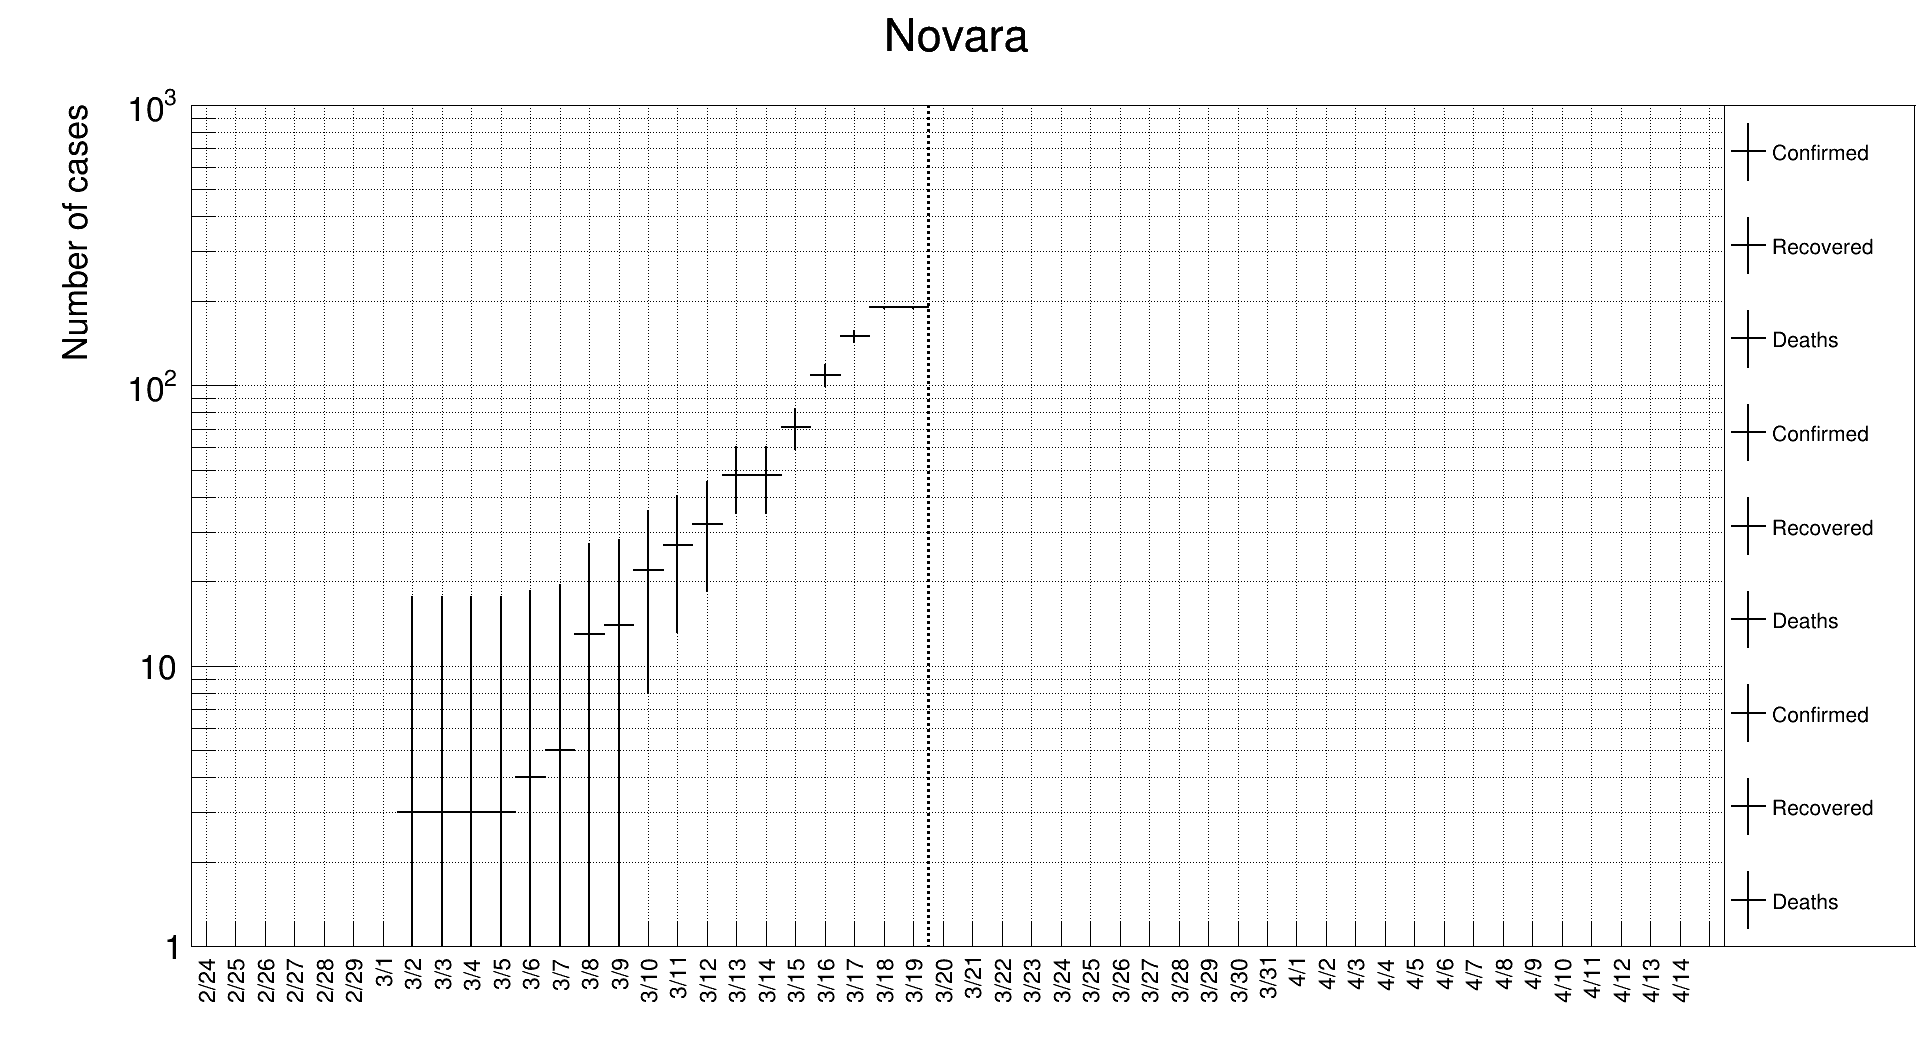 Novara
Number of cases
10³
10²
10
1
2/24 2/25 2/26 2/27 2/28 2/29 3/1 3/2 3/3 3/4 3/5 3/6 3/7 3/8 3/9 3/10 3/11 3/12 3/13 3/14 3/15 3/16 3/17 3/18 3/19 3/20 3/21 3/22 3/23 3/24 3/25 3/26 3/27 3/28 3/29 3/30 3/31 4/1 4/2 4/3 4/4 4/5 4/6 4/7 4/8 4/9 4/10 4/11 4/12 4/13 4/14
Confirmed
Recovered
Deaths
Confirmed
Recovered
Deaths
Confirmed
Recovered
Deaths